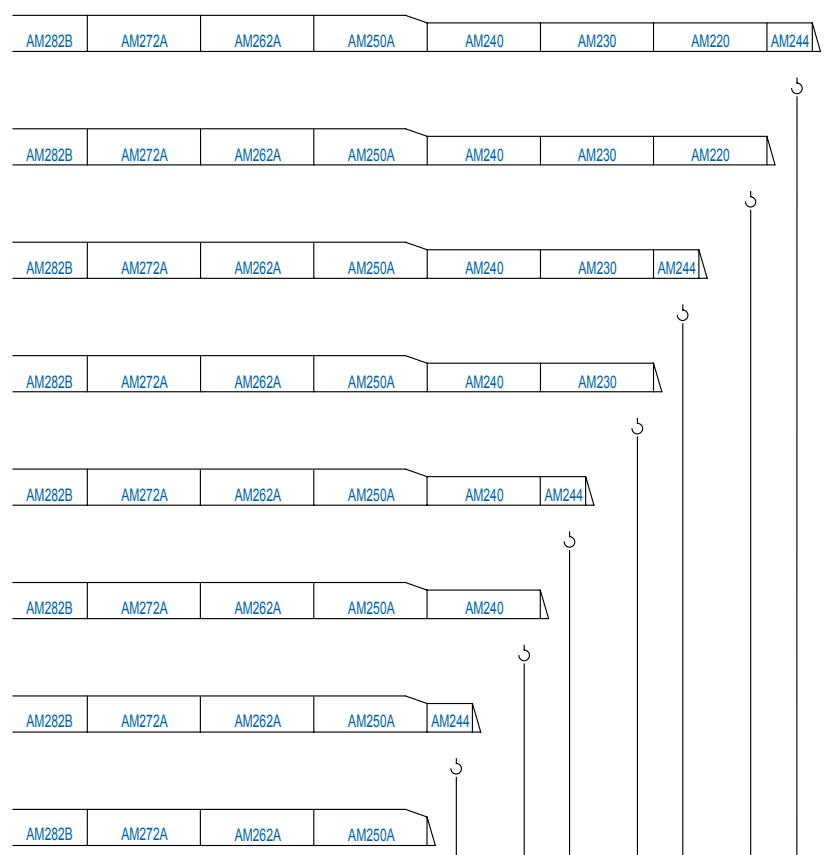 AM282B AM272A AM262A AM250A AM240 AM230 AM220 AM244
AM282B AM272A AM262A AM250A AM240 AM230 AM220
AM282B AM272A AM262A AM250A AM240 AM230 AM244
AM282B AM272A AM262A AM250A AM240 AM230
AM282B AM272A AM262A AM250A AM240 AM244
AM282B AM272A AM262A AM250A AM240
AM282B AM272A AM262A AM250A AM244
AM282B AM272A AM262A AM250A